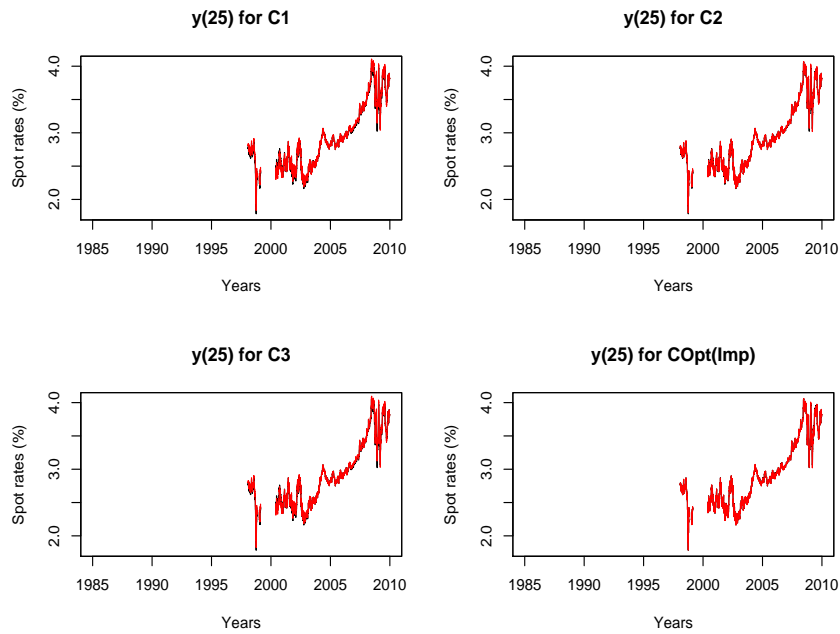 y(25) for C1
Spot rates (%)
4.0
3.0
2.0
1985 1990 1995 2000 2005 2010
Years
y(25) for C2
Spot rates (%)
4.0
3.0
2.0
1985 1990 1995 2000 2005 2010
Years
y(25) for C3
Spot rates (%)
4.0
3.0
2.0
1985 1990 1995 2000 2005 2010
Years
y(25) for COpt(Imp)
Spot rates (%)
4.0
3.0
2.0
1985 1990 1995 2000 2005 2010
Years